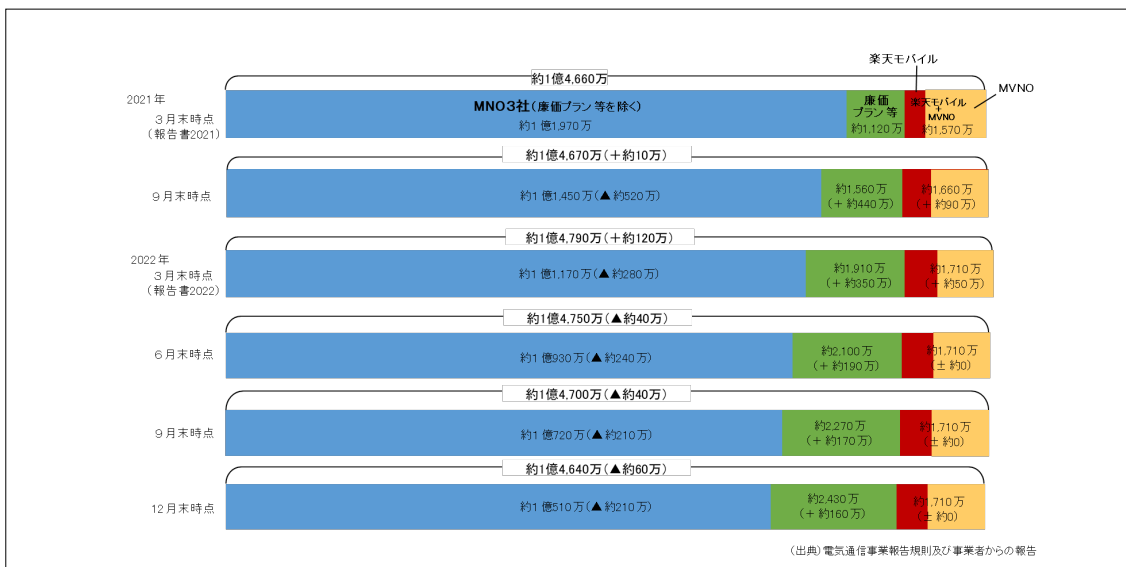 楽天モバイル
約1億4,660万
MVNO
2021年
3月末時点
(報告書2021)
MNO3社(廉価プラン等を除く)
約1億1,970万
廉価
プラン等
約1,120万
楽天モバイル
+
MVNO
約1,570万
約1億4,670万(+約10万)
9月末時点
約1億1,450万(▲約520万)
約1,560万
(+約440万)
約1,660万
(+約90万)
約1億4,790万(+約120万)
2022年
3月末時点
(報告書2022)
約1億1,170万(▲約280万)
約1,910万
(+約350万)
約1,710万
(+約50万)
約1億4,750万(▲約40万)
6月末時点
約1億930万(▲約240万)
約2,100万
(+約190万)
約1,710万
(±約0)
約1億4,700万(▲約40万)
9月末時点
約1億720万(▲約210万)
約2,270万
(+約170万)
約1,710万
(±約0)
約1億4,640万(▲約60万)
12月末時点
約1億510万(▲約210万)
約2,430万
(+約160万)
約1,710万
(±約0)
(出典)電気通信事業報告規則及び事業者からの報告